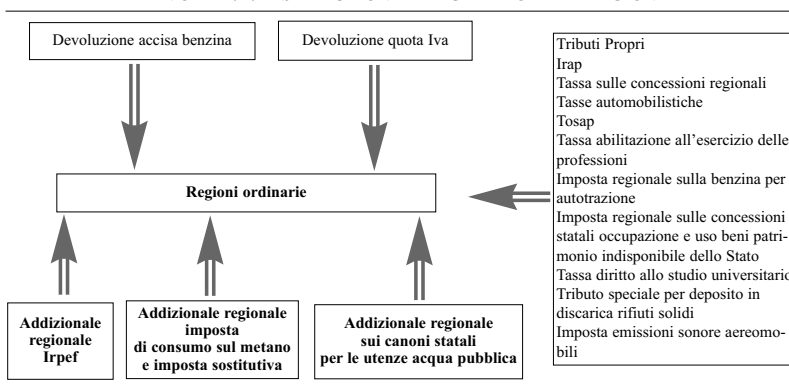 Devoluzione accisa benzina
Devoluzione quota Iva
Tributi Propri
Irap
Tassa sulle concessioni regionali
Tasse automobilistiche
Tosap
Tassa abilitazione all'esercizio delle
professioni
Imposta regionale sulla benzina per
autotrazione
Imposta regionale sulle concessioni
statali occupazione e uso beni patri-
monio indisponibile dello Stato
Tassa diritto allo studio universitario
Tributo speciale per deposito in
discarica rifiuti solidi
Imposta emissioni sonore aereomo-
bili
Regioni ordinarie
Addizionale
regionale
Irpef
Addizionale regionale
imposta
di consumo sul metano
e imposta sostitutiva
Addizionale regionale
sui canoni statali
per le utenze acqua pubblica